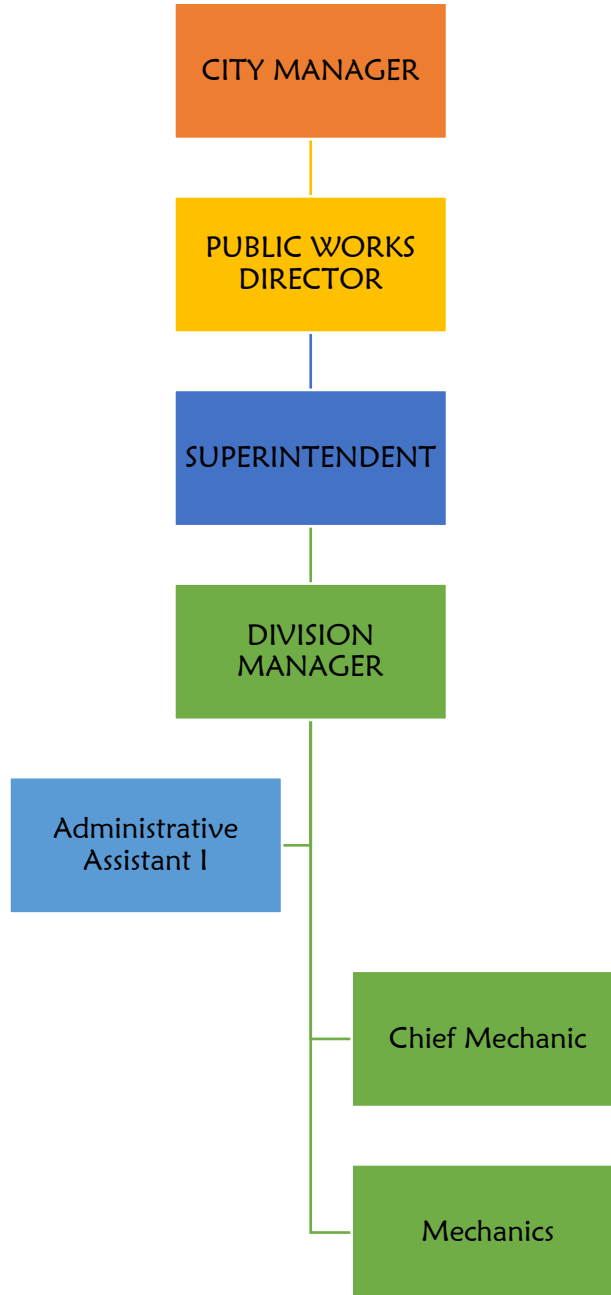 CITY MANAGER
PUBLIC WORKS
DIRECTOR
SUPERINTENDENT
DIVISION
MANAGER
Administrative
Assistant I
Chief Mechanic
Mechanics